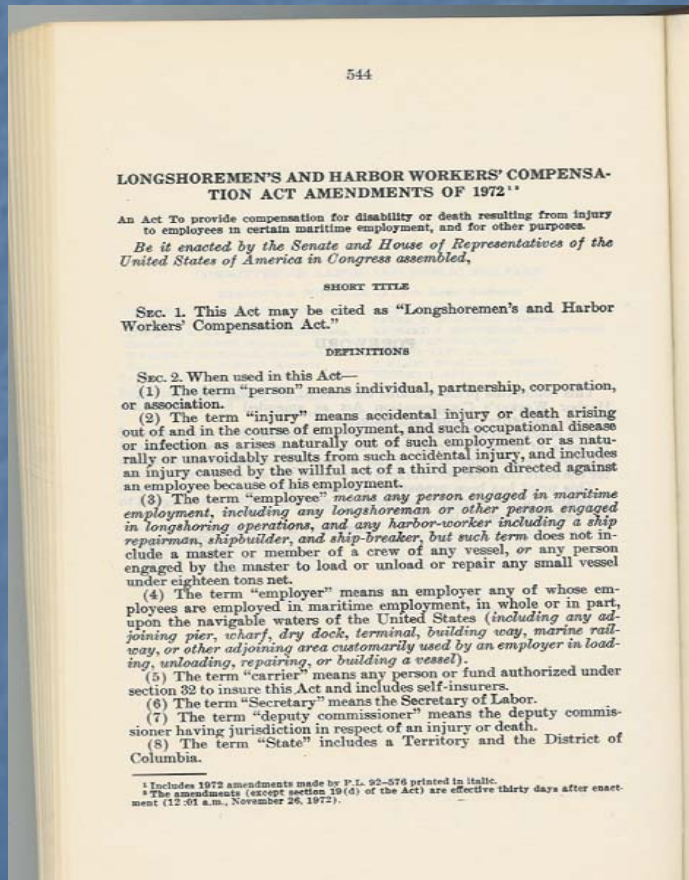 544
LONGSHOREMEN'S AND HARBOR WORKERS' COMPENSA-
TION ACT AMENDMENTS OF 1972¹ ²
An Act To provide compensation for disability or death resulting from injury
to employees in certain maritime employment, and for other purposes.
Be it enacted by the Senate and House of Representatives of the
United States of America in Congress assembled,
SHORT TITLE
SEC. 1. This Act may be cited as "Longshoremen's and Harbor
Workers' Compensation Act."
DEFINITIONS
SEC. 2. When used in this Act—
(1) The term "person" means individual, partnership, corporation,
or association.
(2) The term "injury" means accidental injury or death arising
out of and in the course of employment, and such occupational disease
or infection as arises naturally out of such employment or as natu-
rally or unavoidably results from such accidental injury, and includes
an injury caused by the willful act of a third person directed against
an employee because of his employment.
(3) The term "employee" means any person engaged in maritime
employment, including any longshoreman or other person engaged
in longshoring operations, and any harbor-worker including a ship
repairman, shipbuilder, and ship-breaker, but such term does not in-
clude a master or member of a crew of any vessel, or any person
engaged by the master to load or unload or repair any small vessel
under eighteen tons net.
(4) The term "employer" means an employer any of whose em-
ployees are employed in maritime employment, in whole or in part,
upon the navigable waters of the United States (including any ad-
joining pier, wharf, dry dock, terminal, building way, marine rail-
way, or other adjoining area customarily used by an employer in load-
ing, unloading, repairing, or building a vessel).
(5) The term "carrier" means any person or fund authorized under
section 32 to insure this Act and includes self-insurers.
(6) The term "Secretary" means the Secretary of Labor.
(7) The term "deputy commissioner" means the deputy commis-
sioner having jurisdiction in respect of an injury or death.
(8) The term "State" includes a Territory and the District of
Columbia.
¹ Includes 1972 amendments made by P.L. 92–576 printed in italic.
² The amendments (except section 19(d) of the Act) are effective thirty days after enact-
ment (12:01 a.m., November 26, 1972).